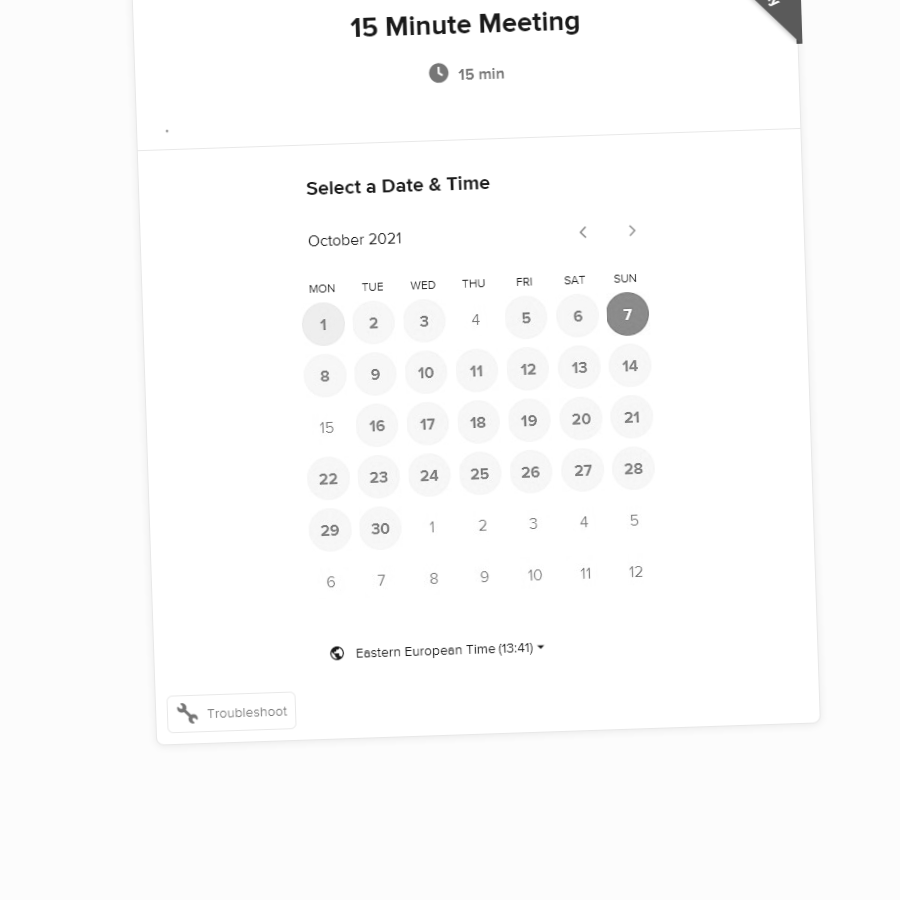 15 Minute Meeting
15 min
Select a Date & Time
October 2021
MON TUE WED THU FRI SAT SUN
1 2 3 4 5 6 7
8 9 10 11 12 13 14
15 16 17 18 19 20 21
22 23 24 25 26 27 28
29 30 1 2 3 4 5
6 7 8 9 10 11 12
Eastern European Time (13:41)
Troubleshoot